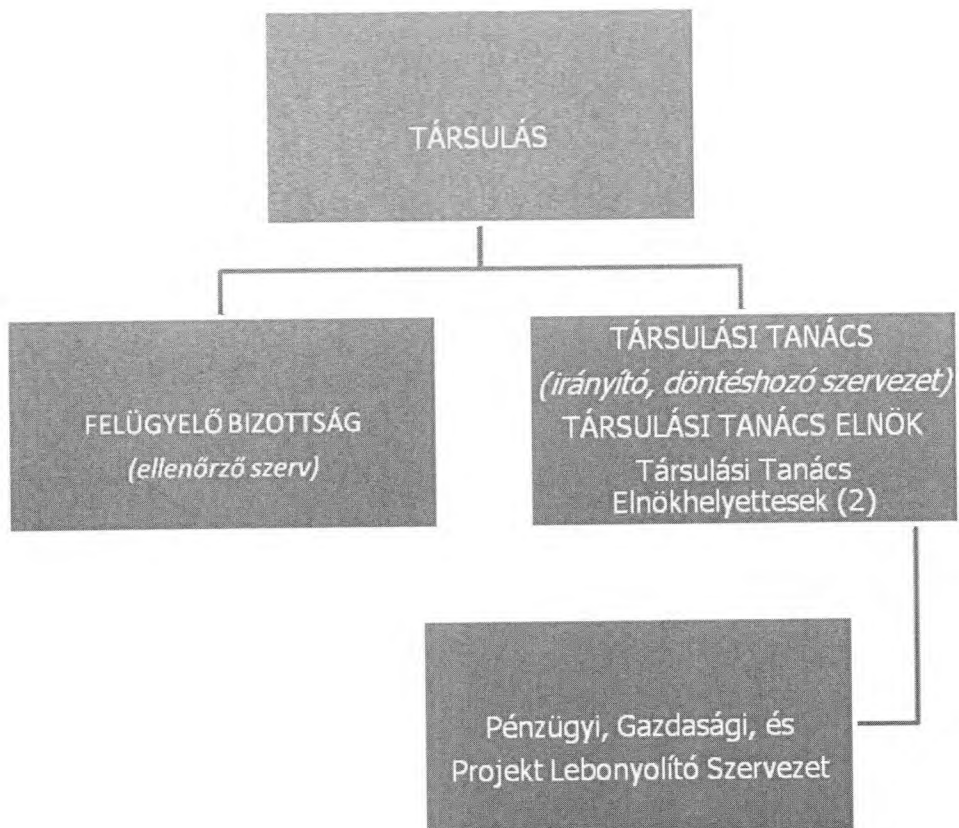 TÁRSULÁS
FELÜGYELŐ BIZOTTSÁG
(ellenőrző szerv)
TÁRSULÁSI TANÁCS
(irányító, döntéshozó szervezet)
TÁRSULÁSI TANÁCS ELNÖK
Társulási Tanács
Elnökhelyettesek (2)
Pénzügyi, Gazdasági, és
Projekt Lebonyolító Szervezet